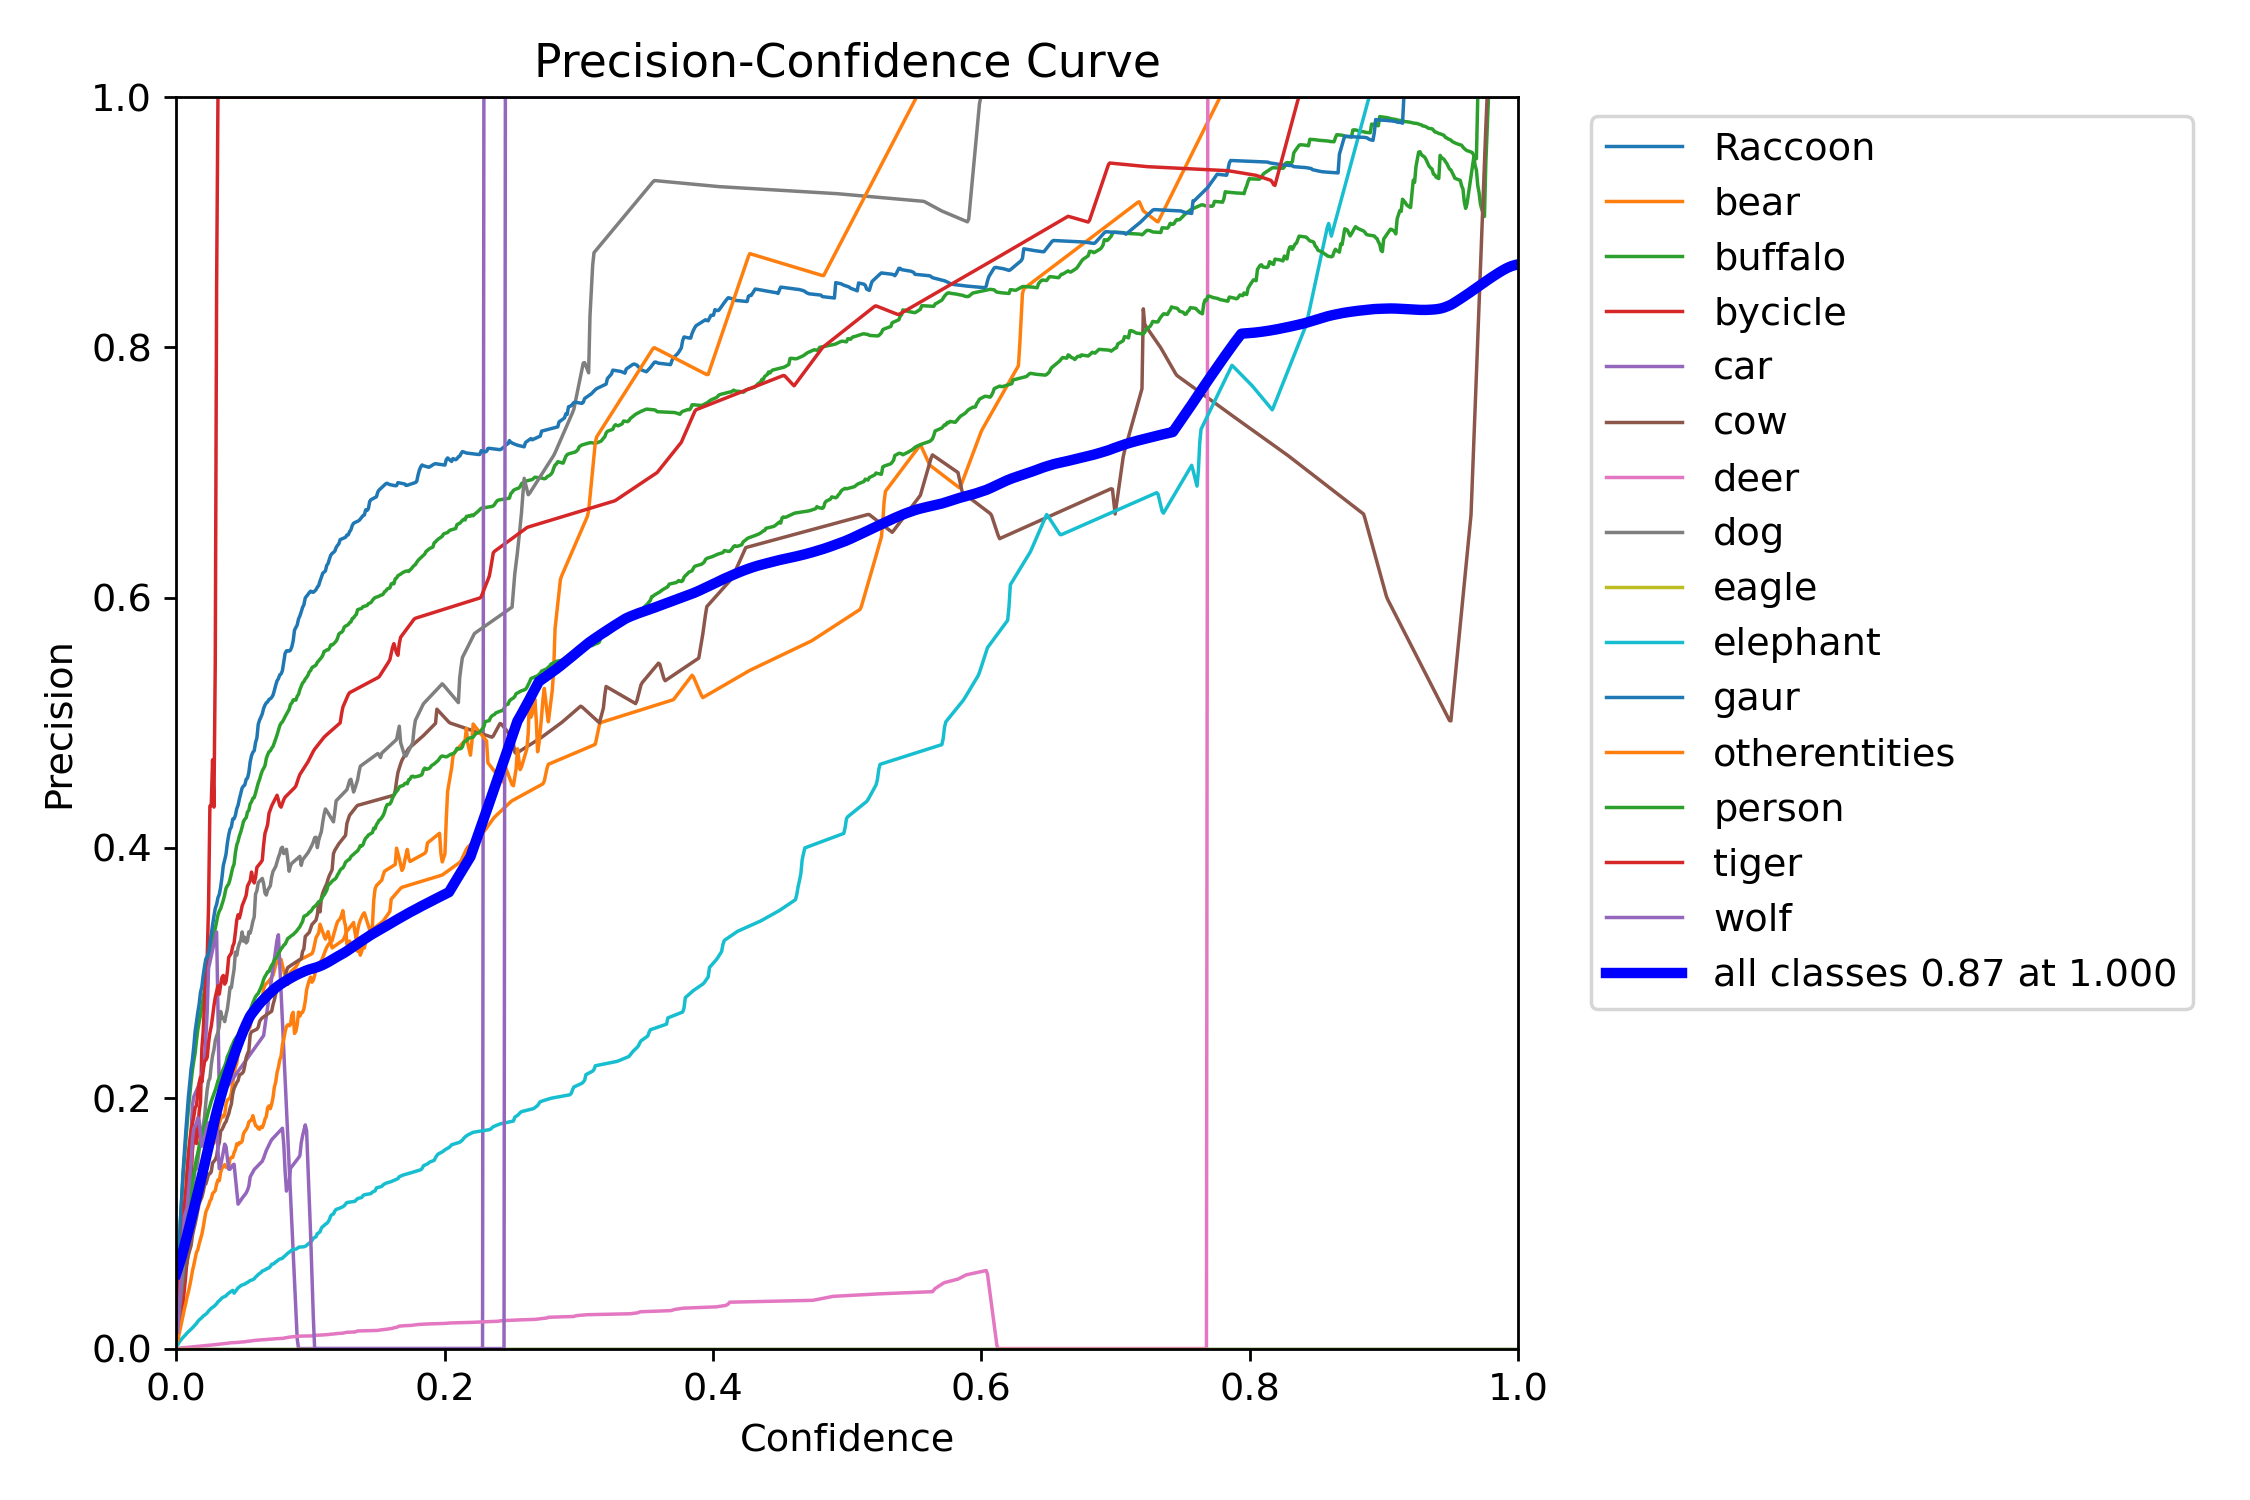 Precision-Confidence Curve
1.0
0.8
0.6
0.4
0.2
0.0
Precision
0.0 0.2 0.4 0.6 0.8 1.0
Confidence
Raccoon
bear
buffalo
bycicle
car
cow
deer
dog
eagle
elephant
gaur
otherentities
person
tiger
wolf
all classes 0.87 at 1.000